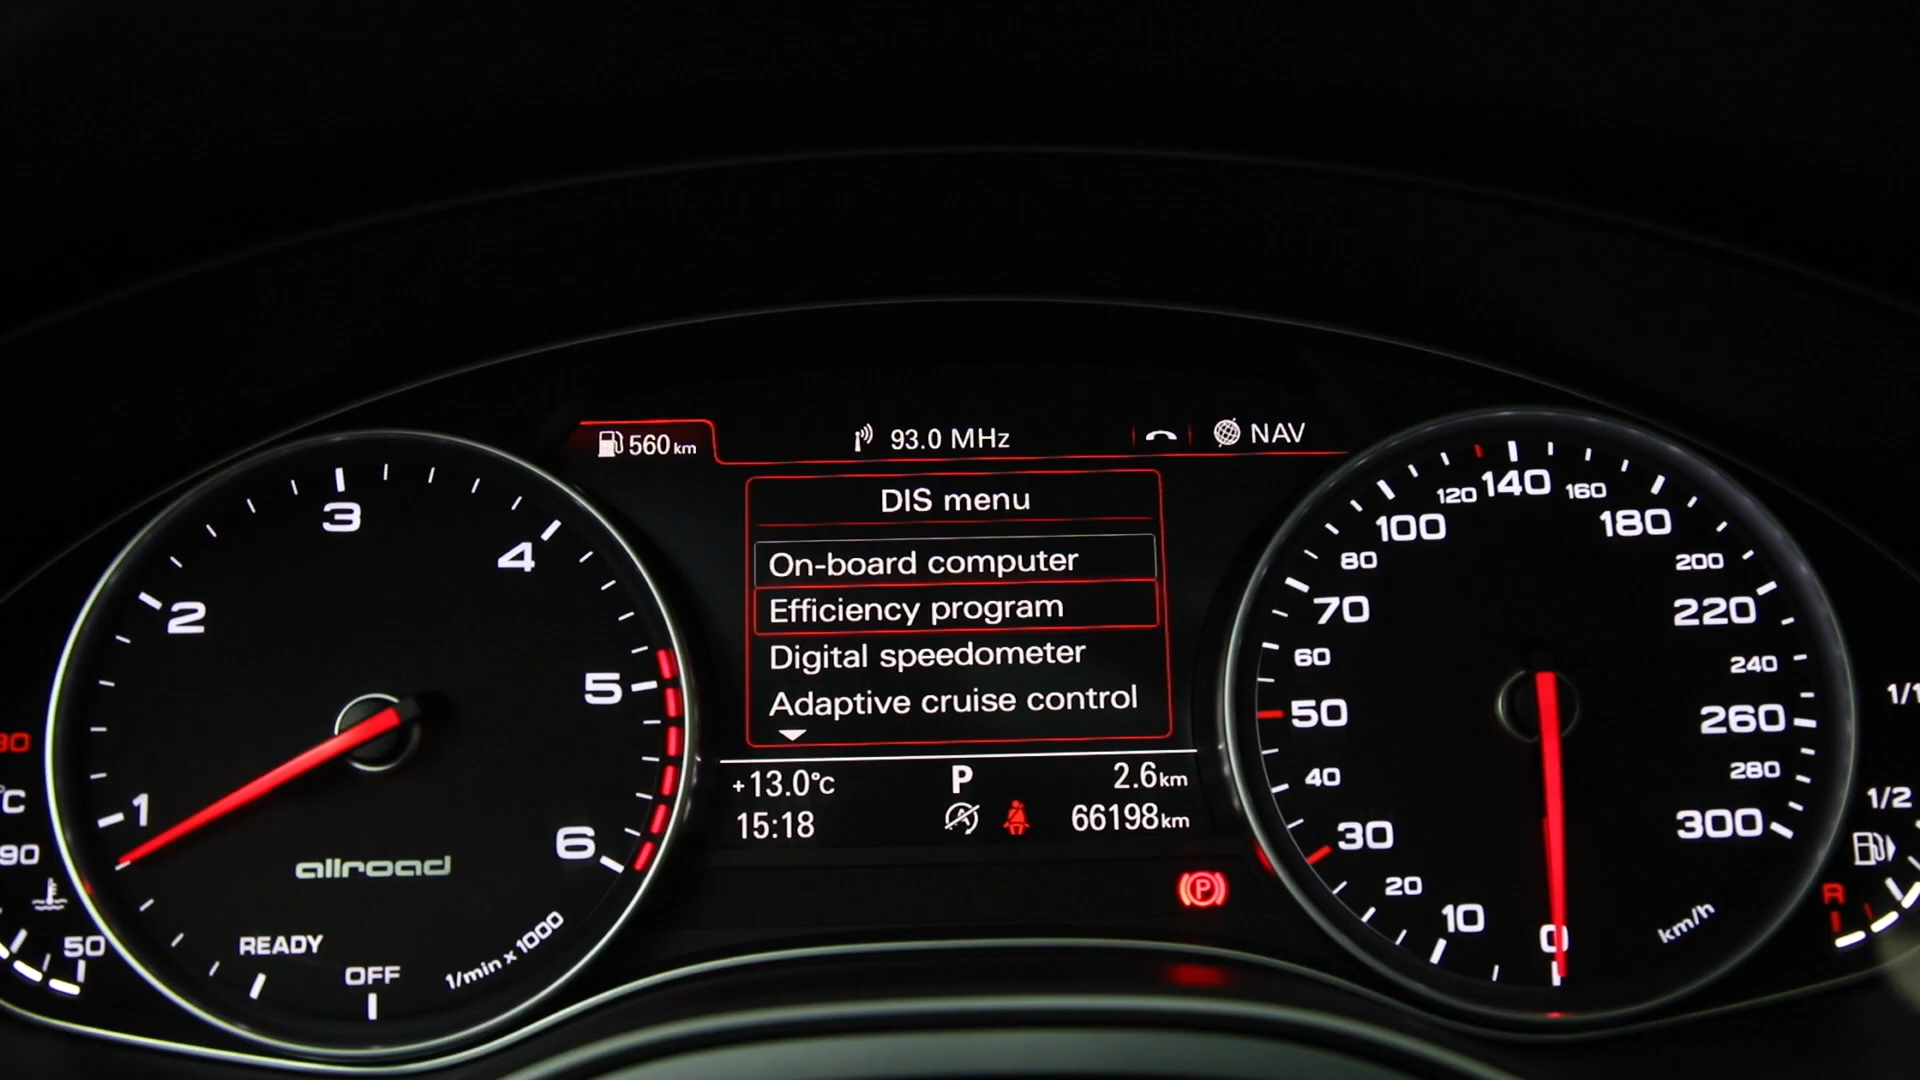 560 km
93.0 MHz
NAV
DIS menu
On-board computer
Efficiency program
Digital speedometer
Adaptive cruise control
+13.0°C
P
2.6 km
15:18
66198 km
P
1
2
3
4
5
6
allroad
READY
OFF
1/min x 1000
0
10
20
30
40
50
60
70
80
100
120
140
160
180
200
220
240
260
280
300
km/h
°C
90
50
1/1
1/2
R